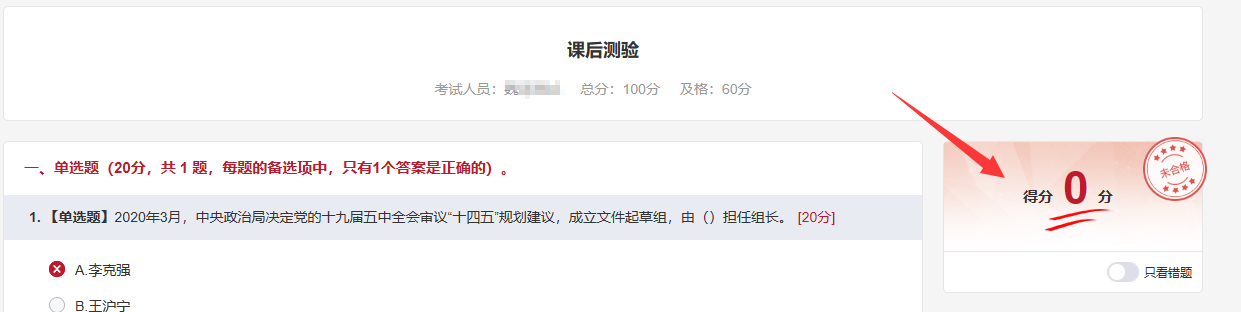 课后测验
考试人员： 总分：100分 及格：60分
一、单选题（20分，共 1 题，每题的备选项中，只有1个答案是正确的）。
1.【单选题】2020年3月，中央政治局决定党的十九届五中全会审议“十四五”规划建议，成立文件起草组，由（）担任组长。 [20分]
A.李克强
B.王沪宁
未合格
得分 0 分
只看错题